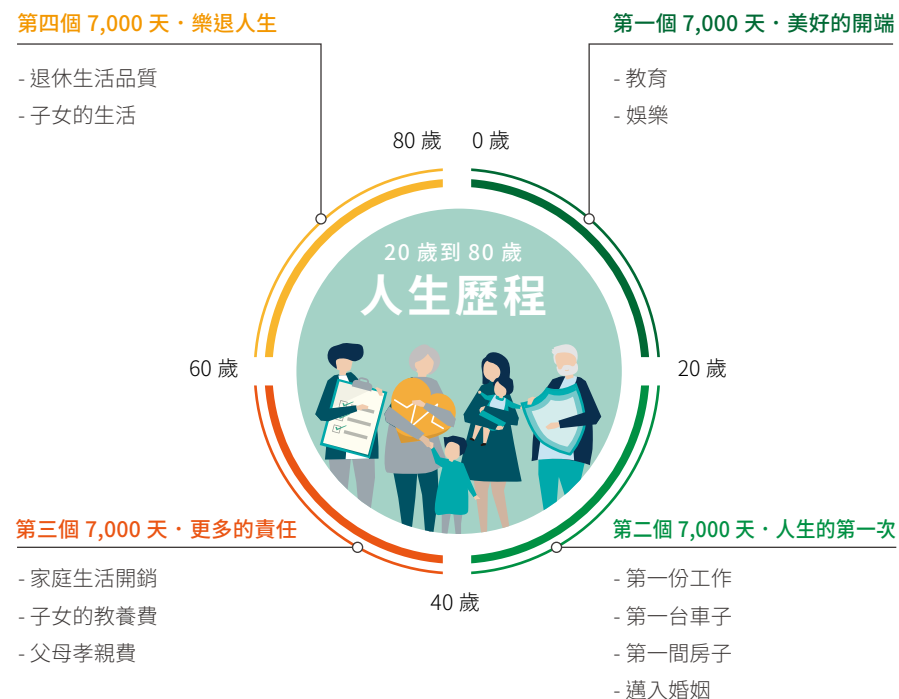 第四個 7,000 天・樂退人生
- 退休生活品質
- 子女的生活
第一個 7,000 天・美好的開端
- 教育
- 娛樂
80 歲
0 歲
20 歲到 80 歲
人生歷程
60 歲
20 歲
第三個 7,000 天・更多的責任
- 家庭生活開銷
- 子女的教養費
- 父母孝親費
40 歲
第二個 7,000 天・人生的第一次
- 第一份工作
- 第一台車子
- 第一間房子
- 邁入婚姻